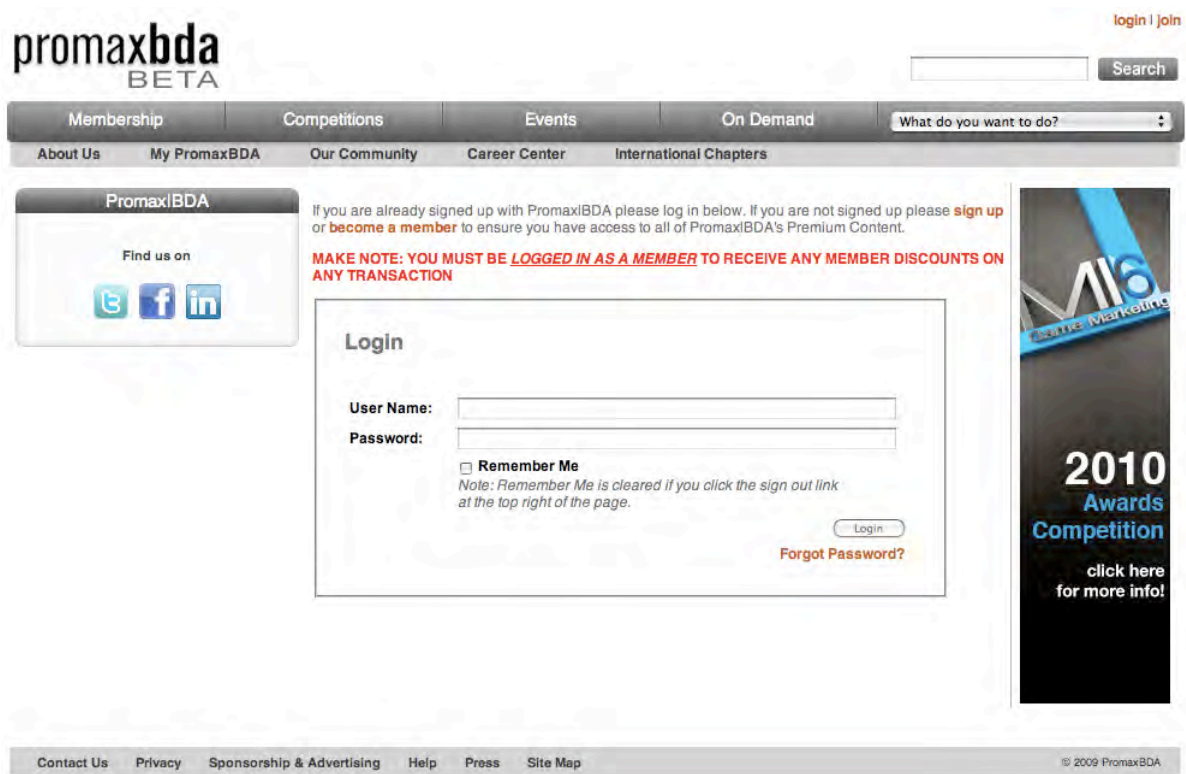 login | join
promaxbda
BETA
Search
Membership
Competitions
Events
On Demand
What do you want to do?
About Us
My PromaxBDA
Our Community
Career Center
International Chapters
Promax|BDA
Find us on
If you are already signed up with Promax|BDA please log in below. If you are not signed up please sign up
or become a member to ensure you have access to all of Promax|BDA's Premium Content.
MAKE NOTE: YOU MUST BE LOGGED IN AS A MEMBER TO RECEIVE ANY MEMBER DISCOUNTS ON
ANY TRANSACTION
Login
User Name:
Password:
Remember Me
Note: Remember Me is cleared if you click the sign out link
at the top right of the page.
Login
Forgot Password?
MI6
Game Marketing
2010
Awards
Competition
click here
for more info!
Contact Us
Privacy
Sponsorship & Advertising
Help
Press
Site Map
© 2009 PromaxBDA